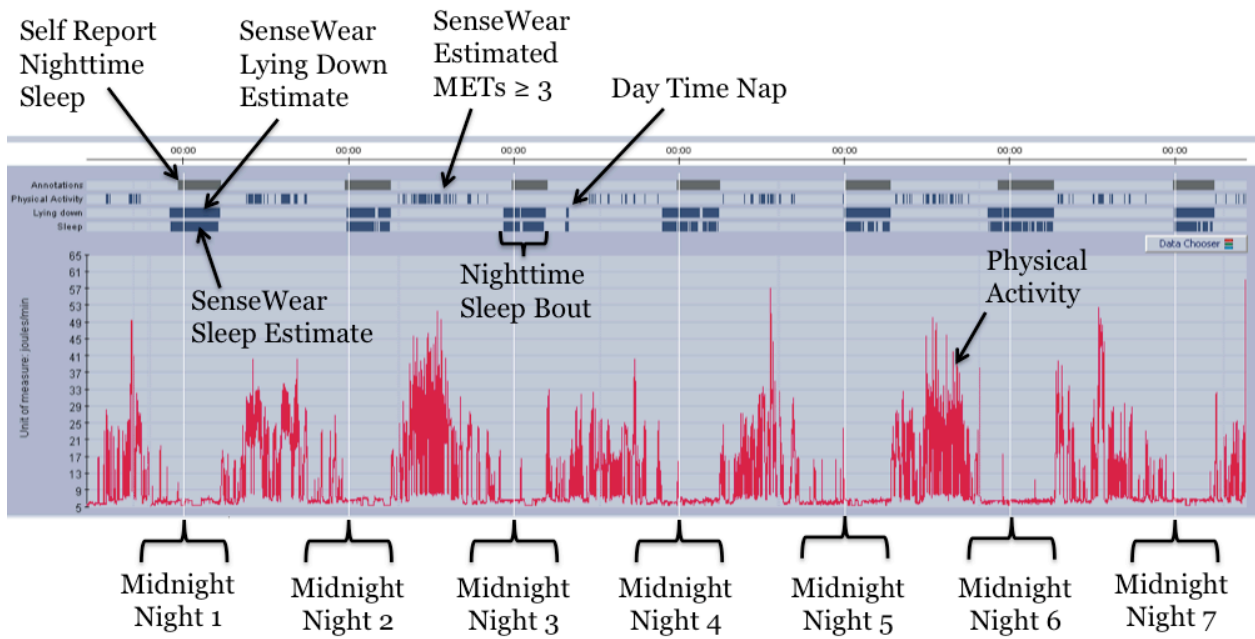 Self Report
Nighttime
Sleep
SenseWear
Lying Down
Estimate
SenseWear
Estimated
METs ≥ 3
Day Time Nap
00:00 00:00 00:00 00:00 00:00 00:00 00:00
Annotations
Physical Activity
Lying down
Sleep
Data Chooser
SenseWear
Sleep Estimate
Nighttime
Sleep Bout
Physical
Activity
Unit of measure: joules/min
65
61
57
53
49
45
41
37
33
29
25
21
17
13
9
5
Midnight
Night 1
Midnight
Night 2
Midnight
Night 3
Midnight
Night 4
Midnight
Night 5
Midnight
Night 6
Midnight
Night 7